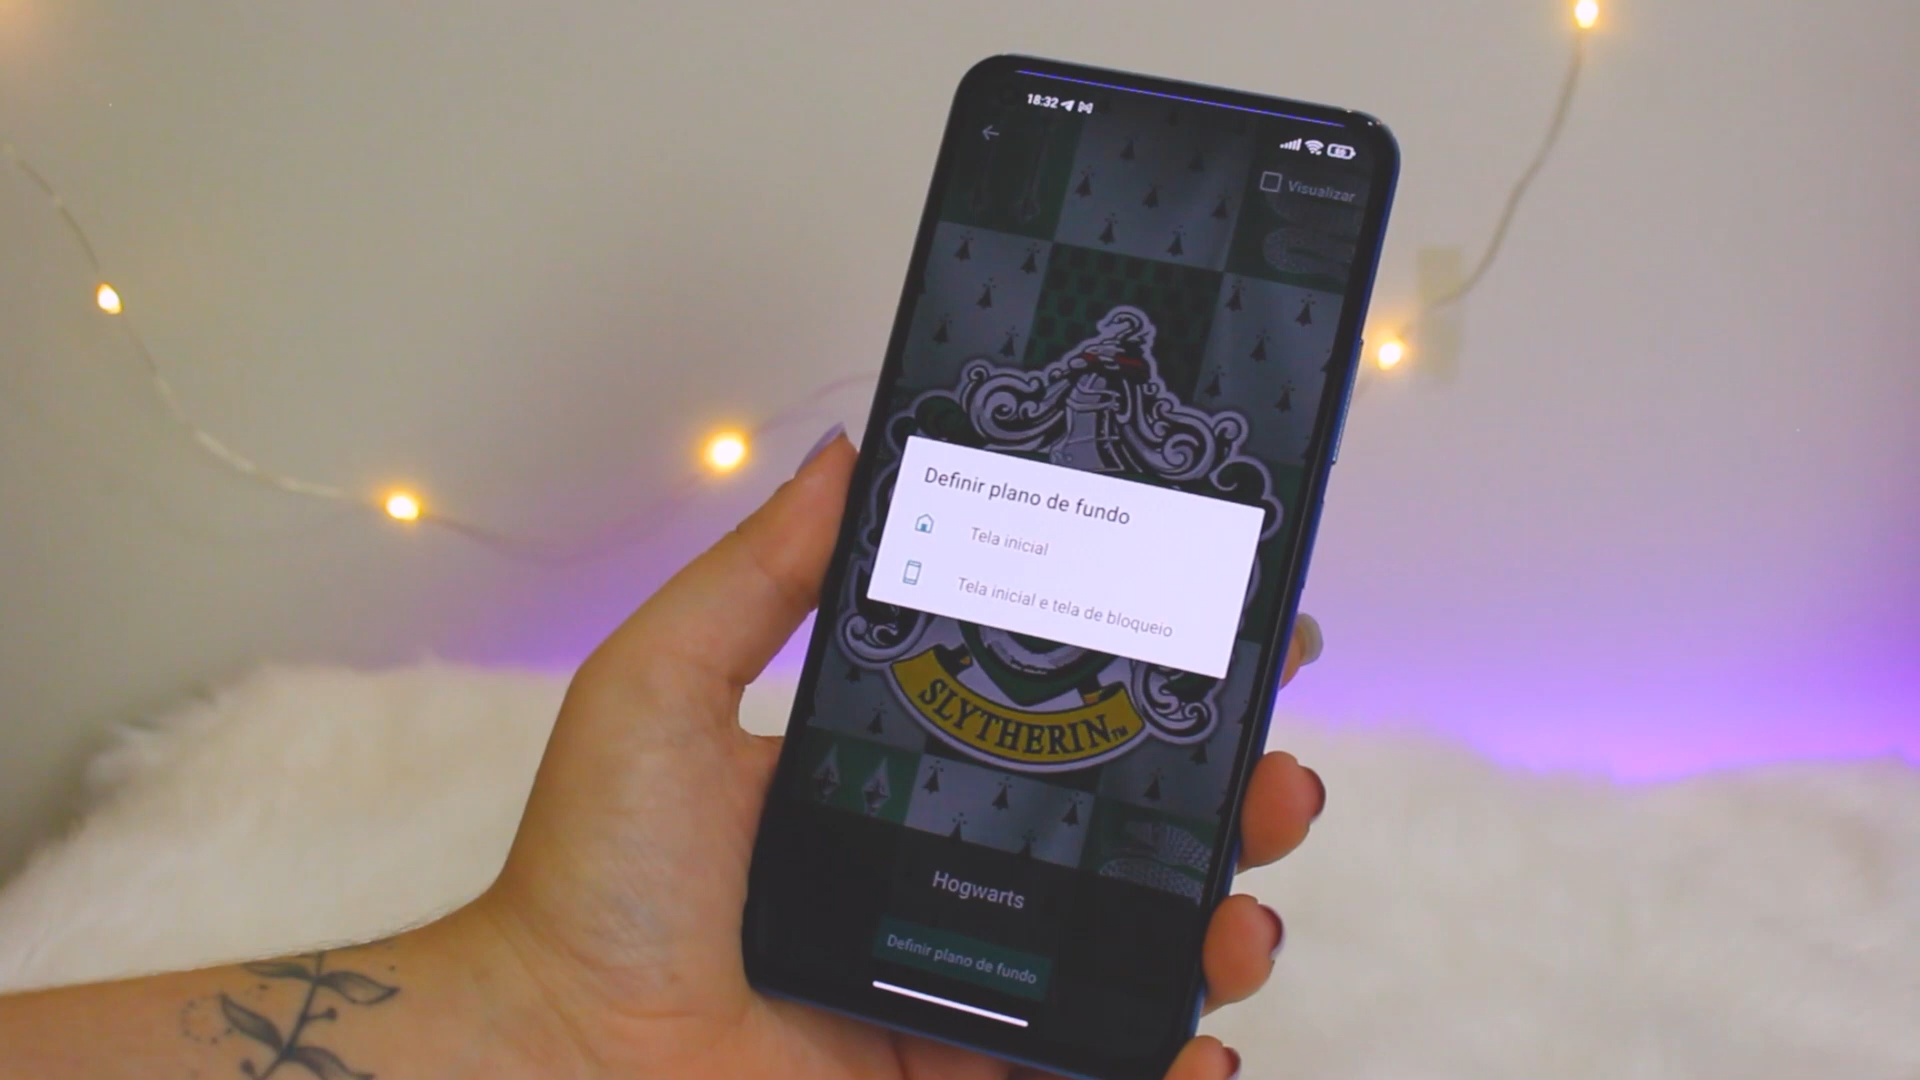 18:32
Visualizar
Definir plano de fundo
Tela inicial
Tela inicial e tela de bloqueio
SLYTHERIN™
Hogwarts
Definir plano de fundo